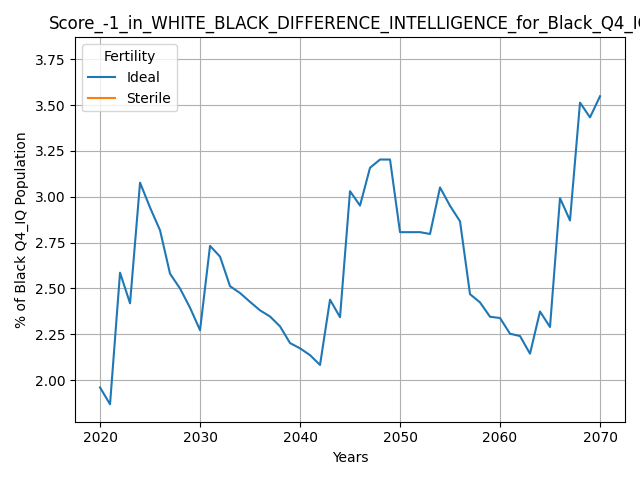 Score_-1_in_WHITE_BLACK_DIFFERENCE_INTELLIGENCE_for_Black_Q4_IQ
Fertility
Ideal
Sterile
3.75
3.50
3.25
3.00
2.75
2.50
2.25
2.00
% of Black Q4_IQ Population
2020 2030 2040 2050 2060 2070
Years